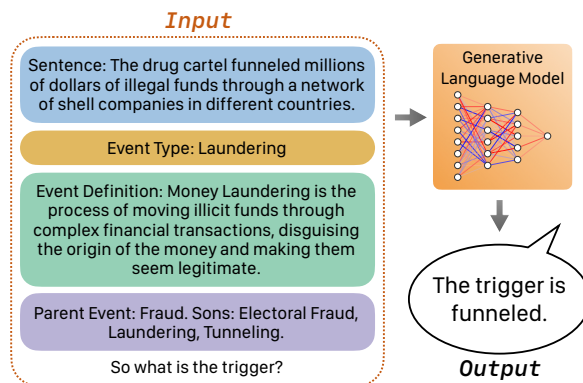 Input
Sentence: The drug cartel funneled millions
of dollars of illegal funds through a network
of shell companies in different countries.
Event Type: Laundering
Event Definition: Money Laundering is the
process of moving illicit funds through
complex financial transactions, disguising
the origin of the money and making them
seem legitimate.
Parent Event: Fraud. Sons: Electoral Fraud,
Laundering, Tunneling.
So what is the trigger?
Generative
Language Model
The trigger is
funneled.
Output